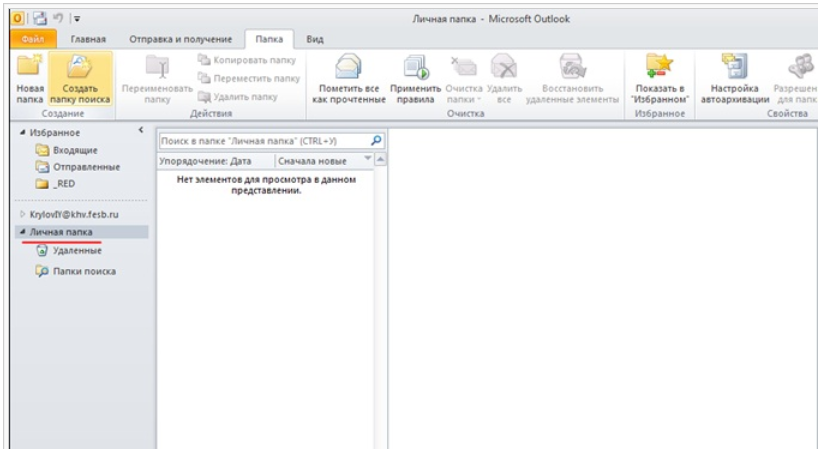 Личная папка - Microsoft Outlook
Файл Главная Отправка и получение Папка Вид
Новая папка
Создать папку поиска
Создание
Переименовать папку
Копировать папку
Переместить папку
Удалить папку
Действия
Пометить все как прочтенные
Применить правила
Очистка папки
Удалить все
Восстановить удаленные элементы
Очистка
Показать в "Избранном"
Избранное
Настройка автоархивации
Разрешен
для папк
Свойства
Избранное
Входящие
Отправленные
_RED
KrylovIY@khv.fesb.ru
Личная папка
Удаленные
Папки поиска
Поиск в папке "Личная папка" (CTRL+У)
Упорядочение: Дата Сначала новые
Нет элементов для просмотра в данном
представлении.